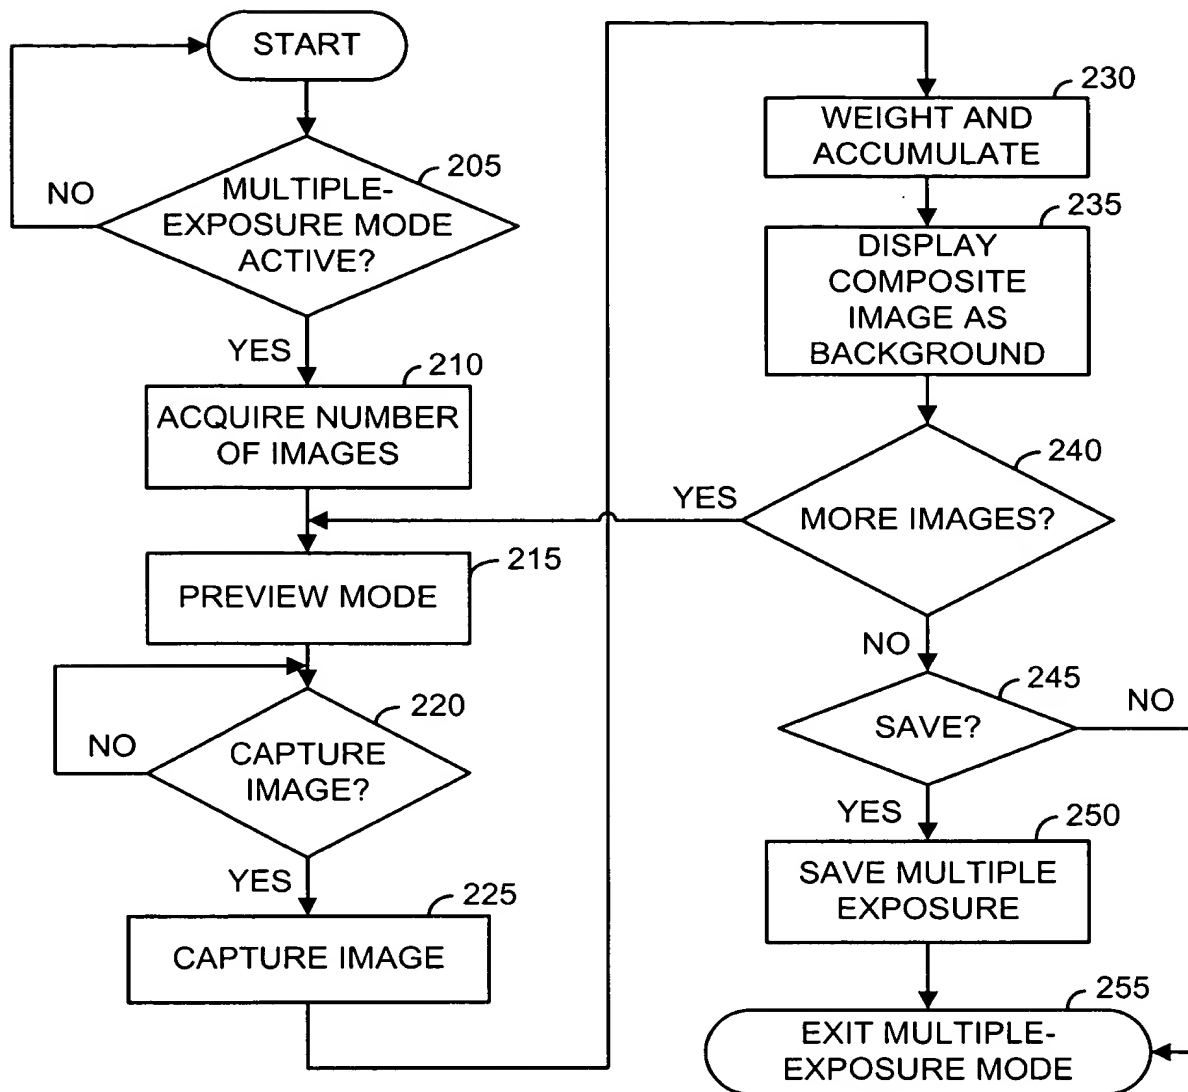 START
205
NO
MULTIPLE-
EXPOSURE MODE
ACTIVE?
YES
210
ACQUIRE NUMBER
OF IMAGES
215
PREVIEW MODE
220
NO
CAPTURE
IMAGE?
YES
225
CAPTURE IMAGE
230
WEIGHT AND
ACCUMULATE
235
DISPLAY
COMPOSITE
IMAGE AS
BACKGROUND
240
YES
MORE IMAGES?
NO
245
NO
SAVE?
YES
250
SAVE MULTIPLE
EXPOSURE
255
EXIT MULTIPLE-
EXPOSURE MODE